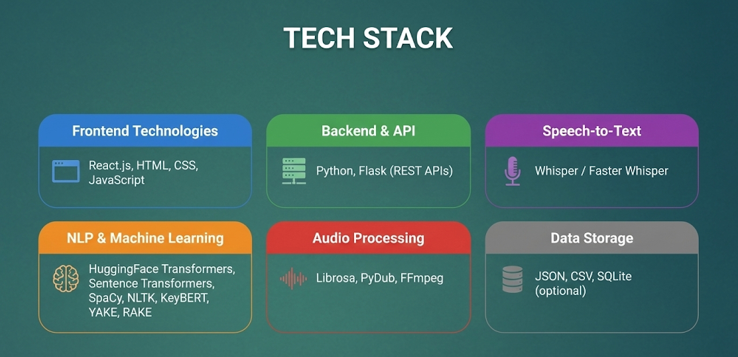 TECH STACK
Frontend Technologies
React.js, HTML, CSS,
JavaScript
Backend & API
Python, Flask (REST APIs)
Speech-to-Text
Whisper / Faster Whisper
NLP & Machine Learning
HuggingFace Transformers,
Sentence Transformers,
SpaCy, NLTK, KeyBERT,
YAKE, RAKE
Audio Processing
Librosa, PyDub, FFmpeg
Data Storage
JSON, CSV, SQLite
(optional)